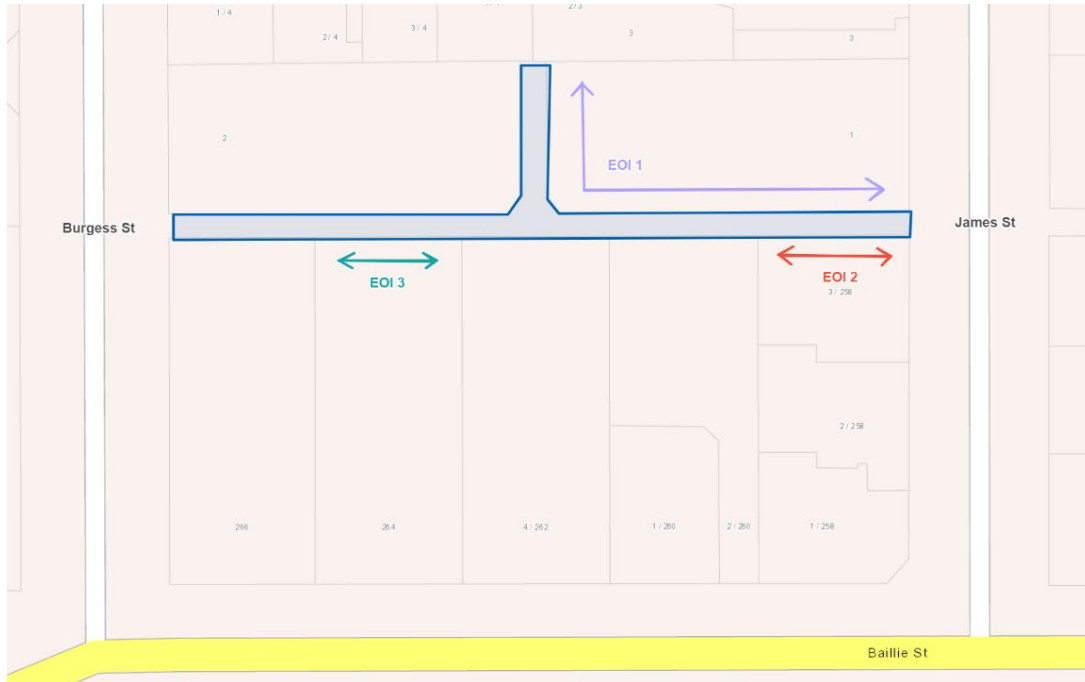 1 / 4
2 / 4
3 / 4
2 / 3
3
3
2
1
EOI 1
Burgess St
James St
EOI 3
EOI 2
3 / 258
2 / 258
266
264
4 / 262
1 / 260
2 / 260
1 / 258
Baillie St